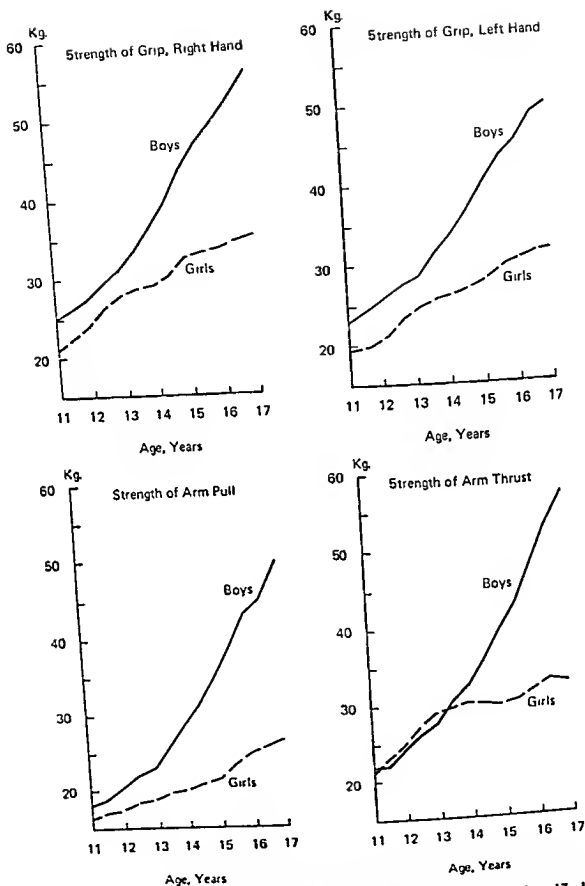 Kg.
Strength of Grip, Right Hand
60
50
40
30
20
Boys
Girls
11 12 13 14 15 16 17
Age, Years
Kg.
Strength of Grip, Left Hand
60
50
40
30
20
Boys
Girls
11 12 13 14 15 16 17
Age, Years
Kg.
Strength of Arm Pull
60
50
40
30
20
Boys
Girls
11 12 13 14 15 16 17
Age, Years
Kg.
Strength of Arm Thrust
60
50
40
30
20
Boys
Girls
11 12 13 14 15 16 17
Age, Years